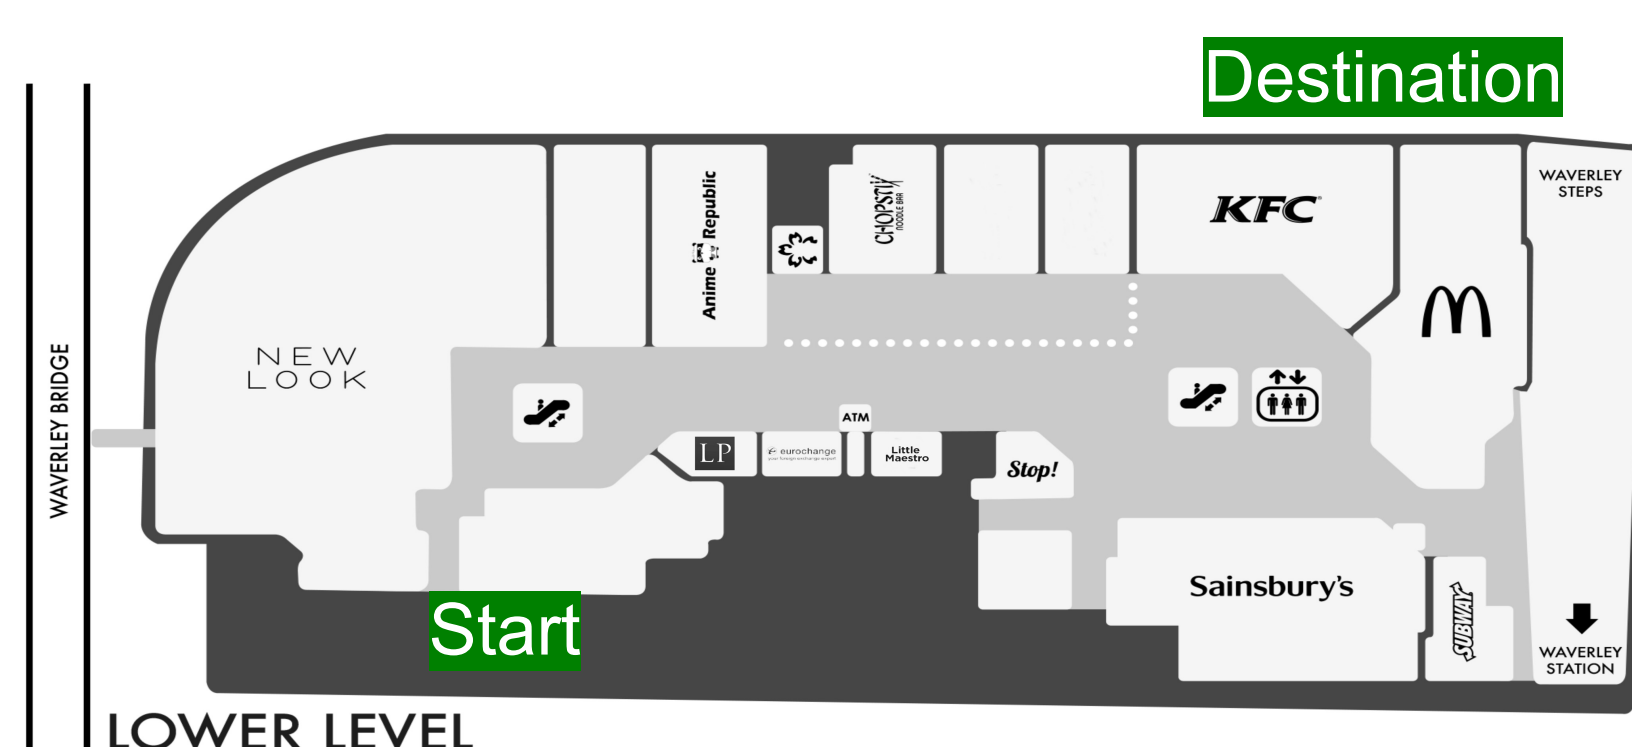 Destination
WAVERLEY
STEPS
KFC
Anime Republic
CHOPSTIX
NOODLE BAR
NEW
LOOK
WAVERLEY BRIDGE
ATM
LP
eurochange
Little
Maestro
Stop!
Sainsbury's
SUBWAY
Start
WAVERLEY
STATION
LOWER LEVEL